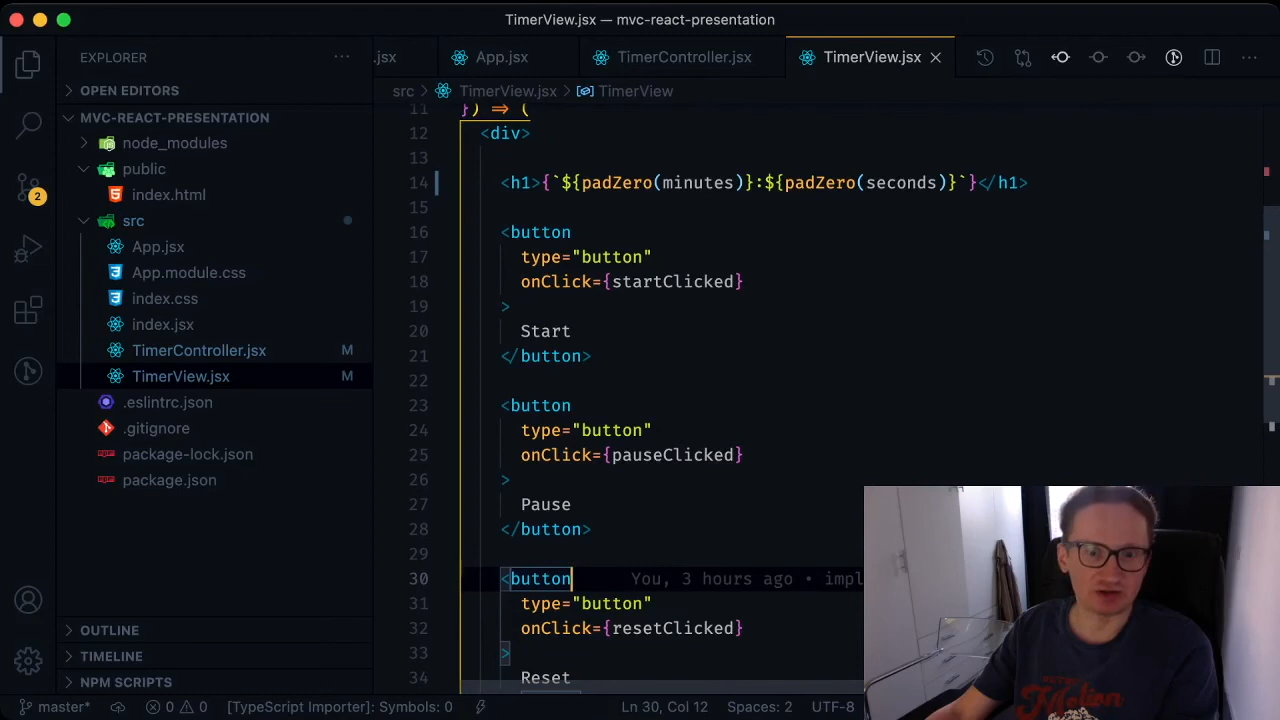 TimerView.jsx — mvc-react-presentation
EXPLORER
.jsx
App.jsx
TimerController.jsx
TimerView.jsx
OPEN EDITORS
src > TimerView.jsx > TimerView
MVC-REACT-PRESENTATION
node_modules
public
index.html
src
App.jsx
App.module.css
index.css
index.jsx
TimerController.jsx M
TimerView.jsx M
.eslintrc.json
.gitignore
package-lock.json
package.json
OUTLINE
TIMELINE
NPM SCRIPTS
2
11 }) => (
12 <div>
13
14 <h1>{`${padZero(minutes)}:${padZero(seconds)}`}</h1>
15
16 <button
17 type="button"
18 onClick={startClicked}
19 >
20 Start
21 </button>
22
23 <button
24 type="button"
25 onClick={pauseClicked}
26 >
27 Pause
28 </button>
29
30 <button You, 3 hours ago • impl
31 type="button"
32 onClick={resetClicked}
33 >
34 Reset
master* 0 0 [TypeScript Importer]: Symbols: 0 Ln 30, Col 12 Spaces: 2 UTF-8